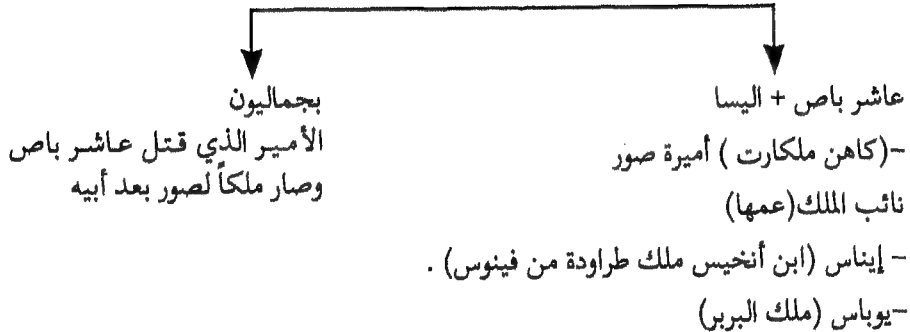 عاشر باص + اليسا
-(كاهن ملكارت ) أميرة صور
نائب الملك(عمها)
- إيناس (ابن أنخيس ملك طراودة من فينوس) .
-يوباس (ملك البربر)
بجماليون
الأمير الذي قتل عاشر باص
وصار ملكاً لصور بعد أبيه